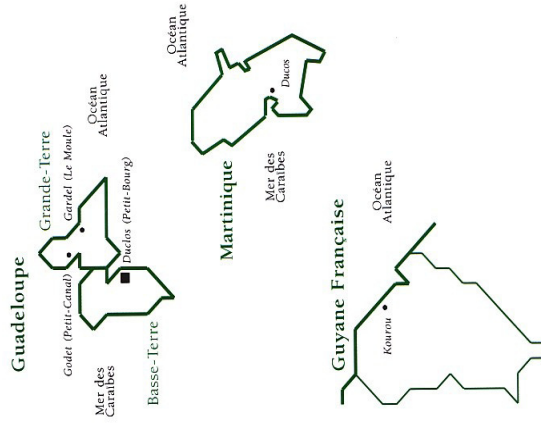 Guadeloupe
Grande-Terre
Godet (Petit-Canal)
Gardel (Le Moule)
Océan
Atlantique
Mer des
Caraïbes
Duclos (Petit-Bourg)
Basse-Terre
Océan
Atlantique
Martinique
Ducos
Mer des
Caraïbes
Guyane Française
Océan
Atlantique
Kourou